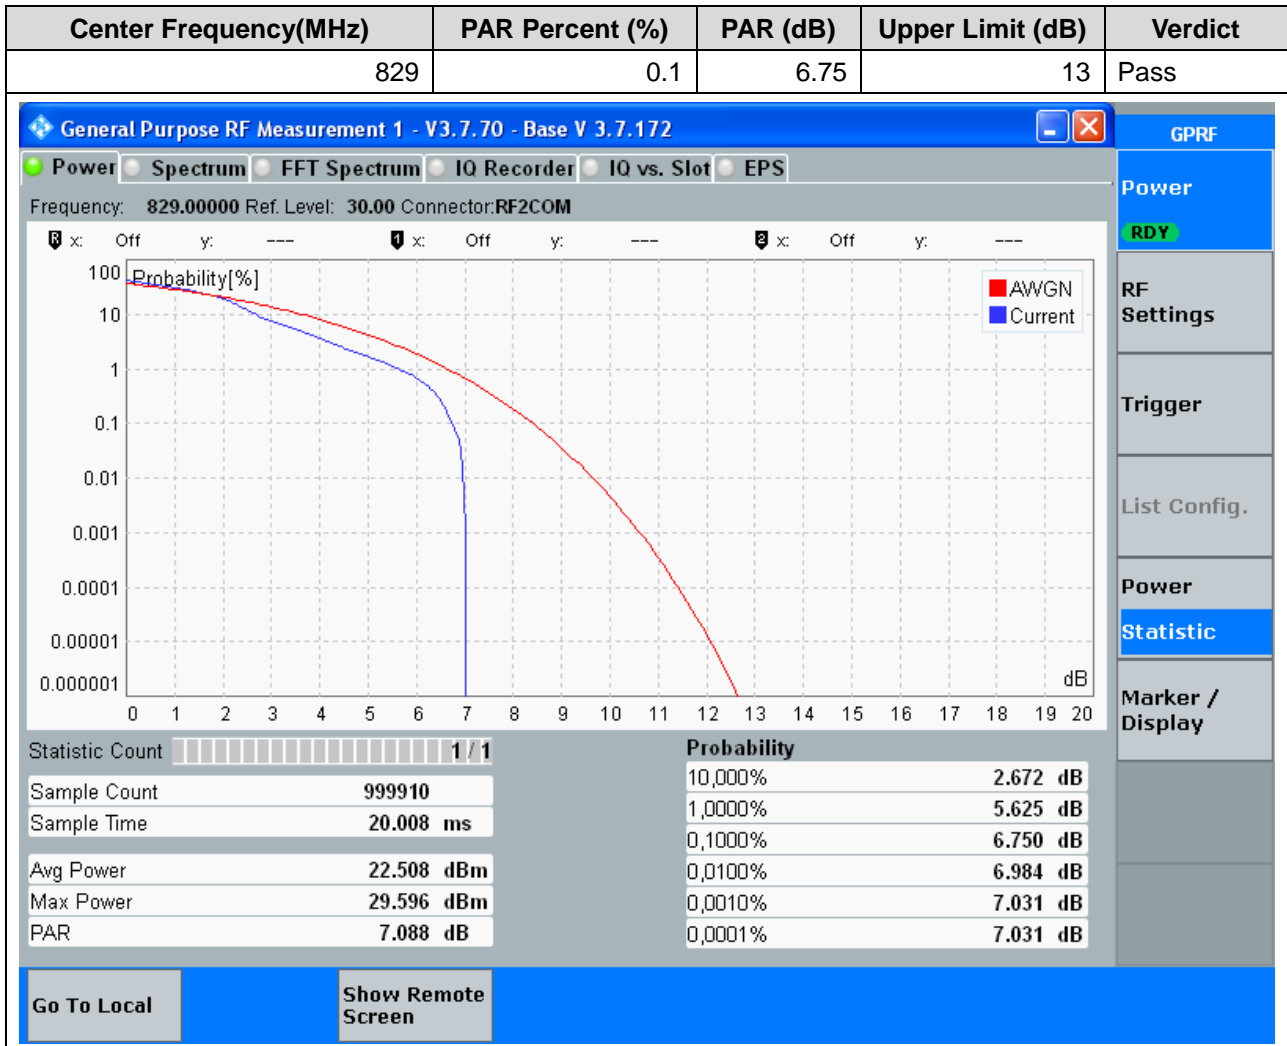 Center Frequency(MHz) PAR Percent (%) PAR (dB) Upper Limit (dB) Verdict
829 0.1 6.75 13 Pass
General Purpose RF Measurement 1 - V3.7.70 - Base V 3.7.172
GPRF
Power Spectrum FFT Spectrum IQ Recorder IQ vs. Slot EPS
Power
RDY
Frequency: 829.00000 Ref. Level: 30.00 Connector:RF2COM
R x: Off y: --- 1 x: Off y: --- 2 x: Off y: ---
Probability[%]
AWGN
Current
100
10
1
0.1
0.01
0.001
0.0001
0.00001
0.000001
dB
0 1 2 3 4 5 6 7 8 9 10 11 12 13 14 15 16 17 18 19 20
RF
Settings
Trigger
List Config.
Power
Statistic
Marker /
Display
Statistic Count 1 / 1
Sample Count 999910
Sample Time 20.008 ms
Avg Power 22.508 dBm
Max Power 29.596 dBm
PAR 7.088 dB
Probability
10,000% 2.672 dB
1,0000% 5.625 dB
0,1000% 6.750 dB
0,0100% 6.984 dB
0,0010% 7.031 dB
0,0001% 7.031 dB
Go To Local
Show Remote
Screen